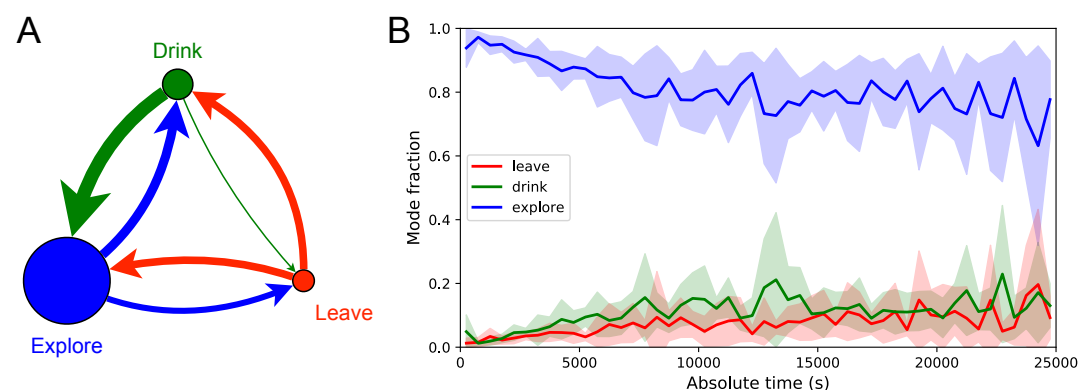 A
Drink
Explore
Leave
B
Mode fraction
1.0
0.8
0.6
0.4
0.2
0.0
leave
drink
explore
0
5000
10000
15000
20000
25000
Absolute time (s)